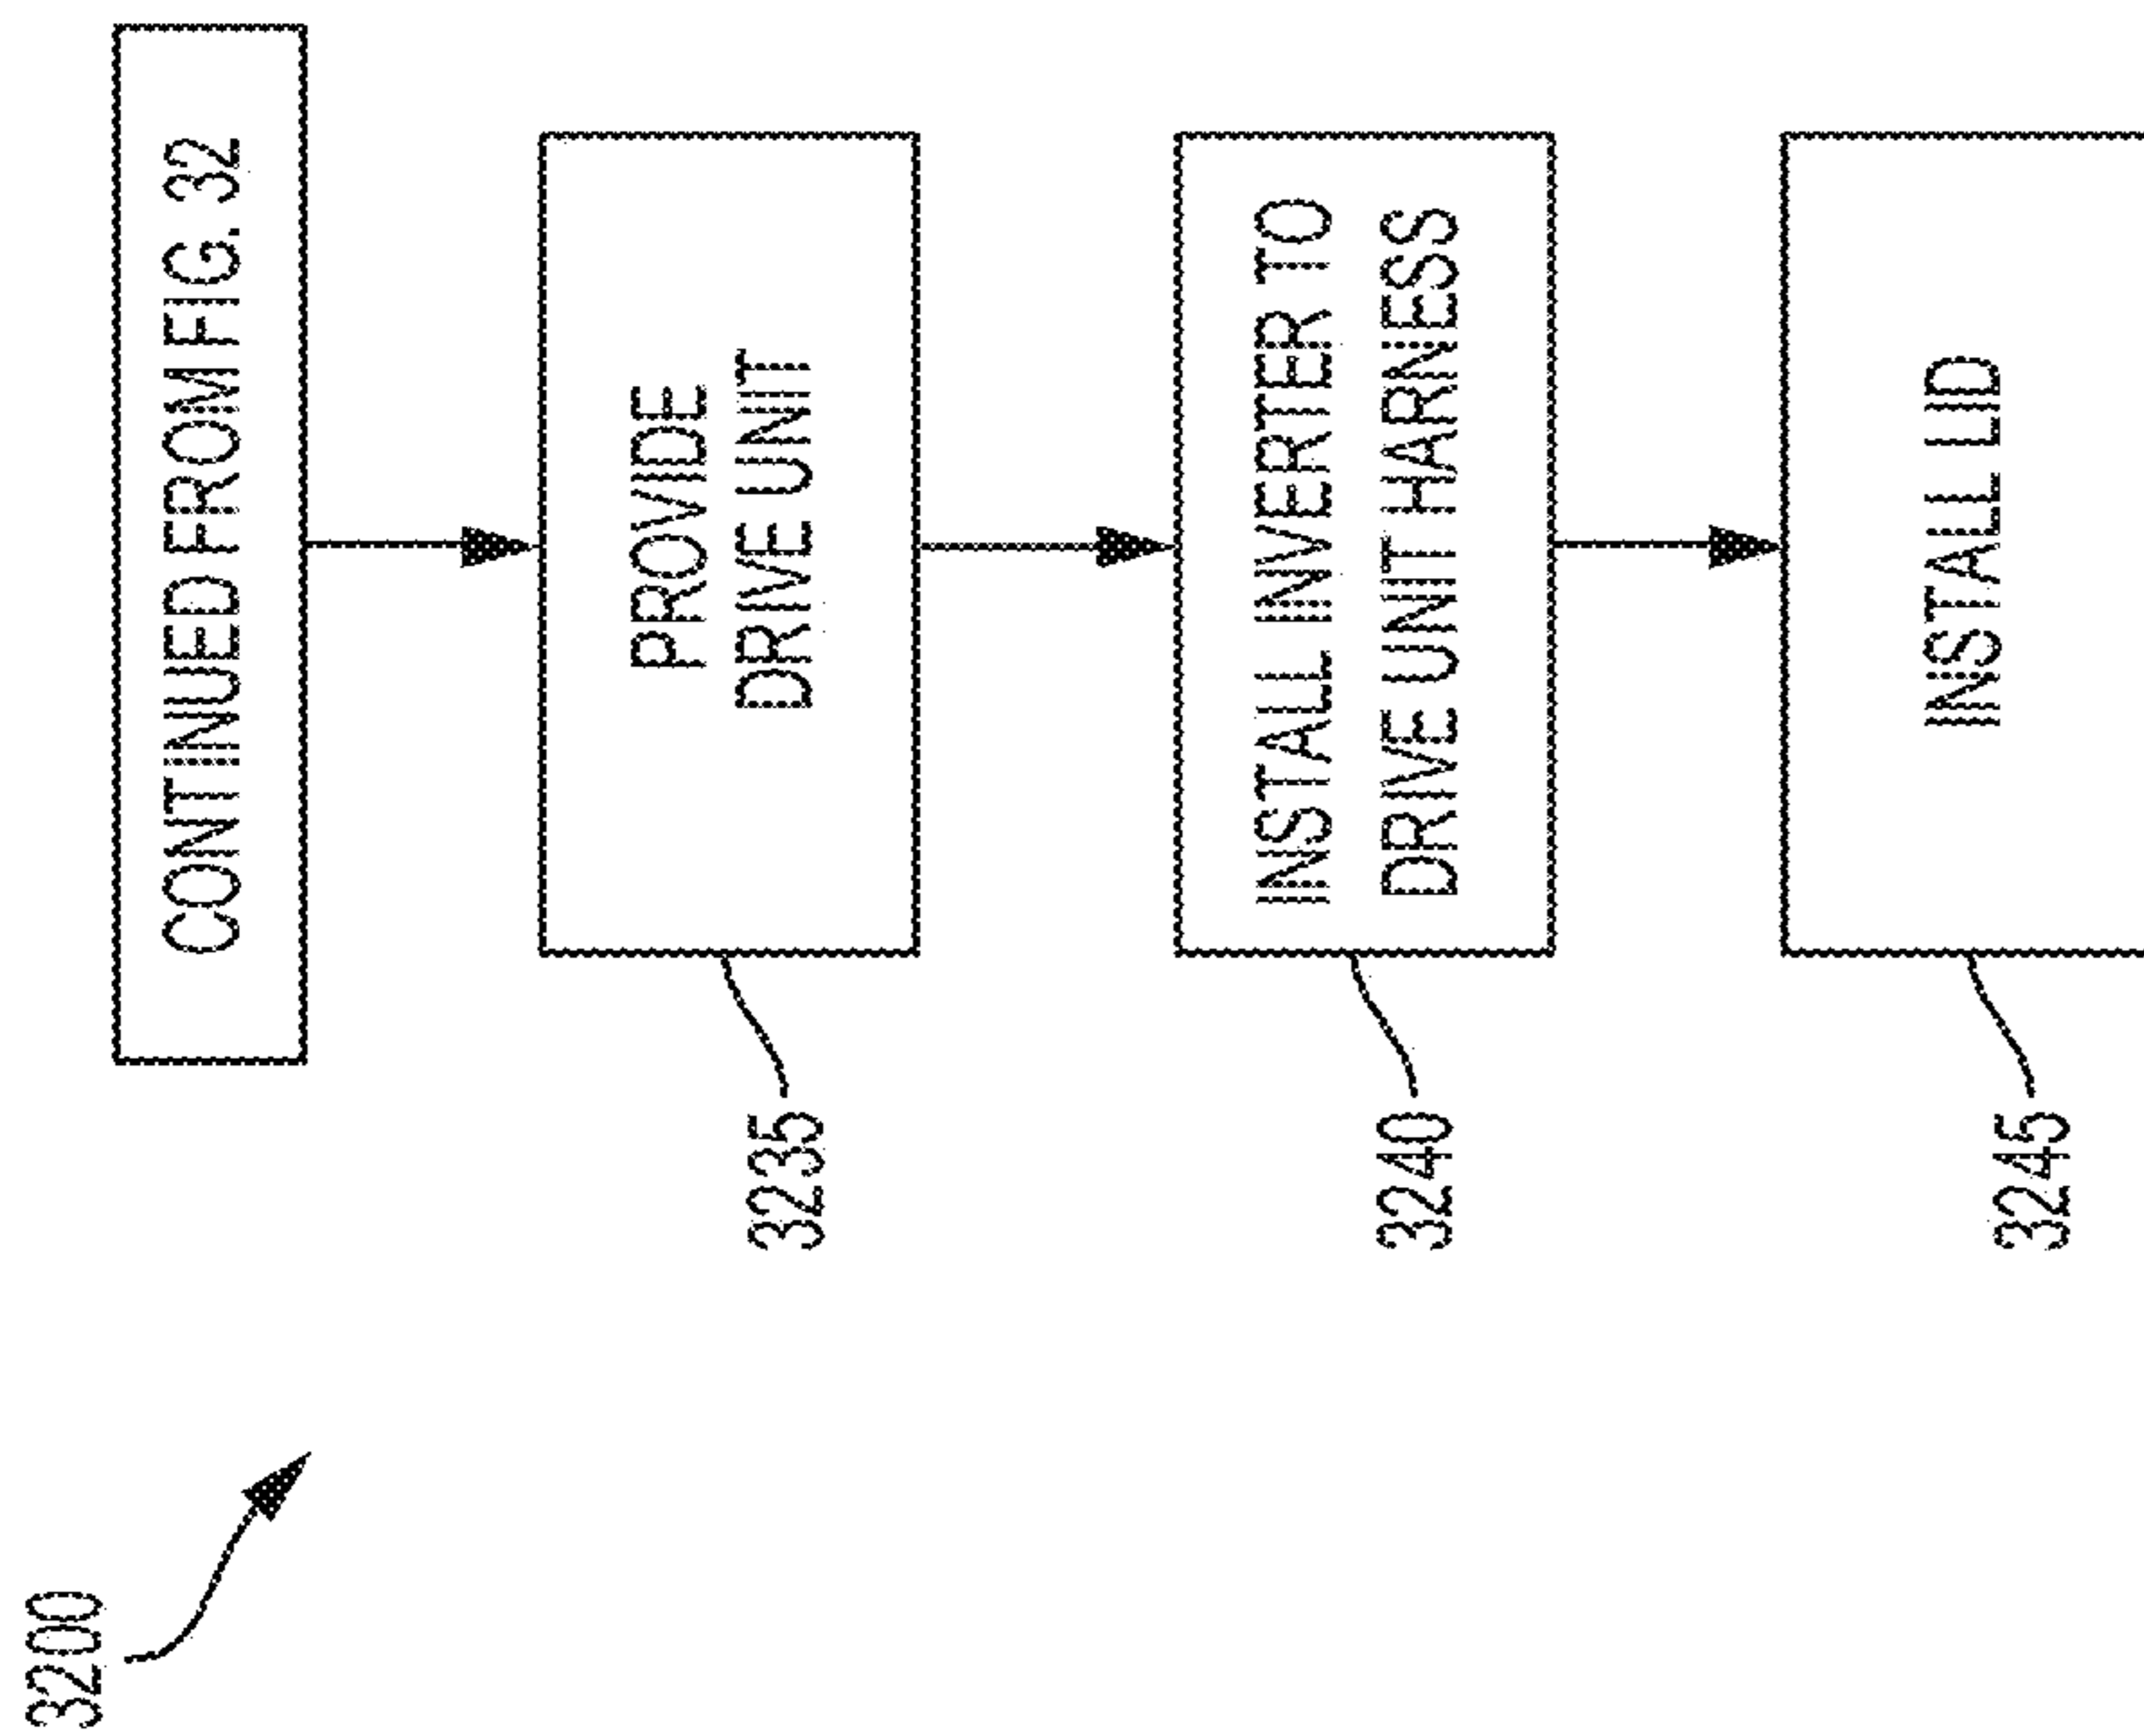 3200
CONTINUED FROM FIG. 32
3235
PROVIDE
DRIVE UNIT
3240
INSTALL INVERTER TO
DRIVE UNIT HARNESS
3245
INSTALL LID